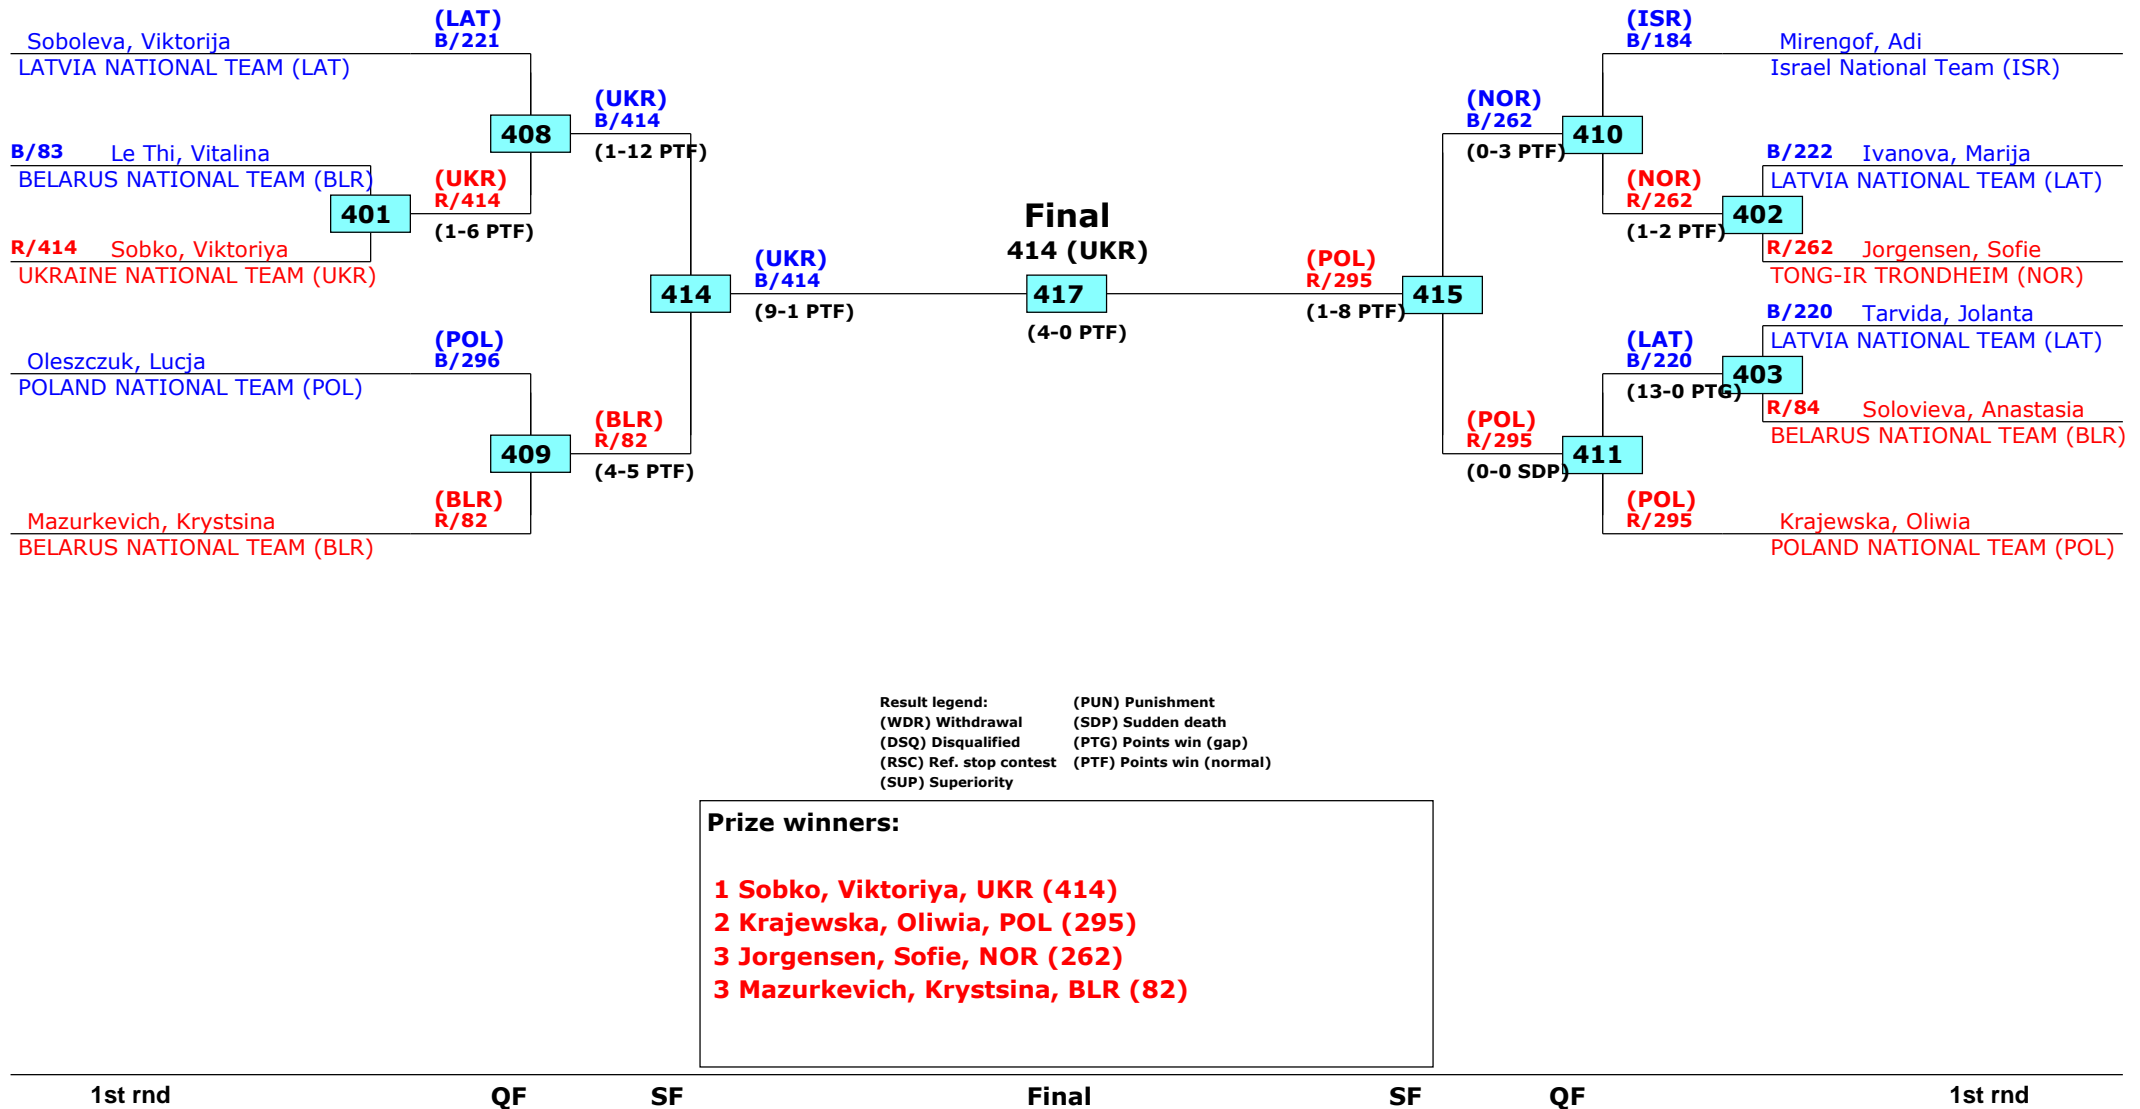 (LAT)
B/221
Soboleva, Viktorija
LATVIA NATIONAL TEAM (LAT)
408
(UKR)
B/414
(1-12 PTF)
B/83 Le Thi, Vitalina
BELARUS NATIONAL TEAM (BLR)
401
(UKR)
R/414
(1-6 PTF)
R/414 Sobko, Viktoriya
UKRAINE NATIONAL TEAM (UKR)
414
(UKR)
B/414
(9-1 PTF)
(POL)
B/296
Oleszczuk, Lucja
POLAND NATIONAL TEAM (POL)
409
(BLR)
R/82
(4-5 PTF)
(BLR)
R/82
Mazurkevich, Krystsina
BELARUS NATIONAL TEAM (BLR)
Final
414 (UKR)
417
(4-0 PTF)
(ISR)
B/184
Mirengof, Adi
Israel National Team (ISR)
(NOR)
B/262
(0-3 PTF)
410
B/222 Ivanova, Marija
LATVIA NATIONAL TEAM (LAT)
(NOR)
R/262
(1-2 PTF)
402
R/262 Jorgensen, Sofie
TONG-IR TRONDHEIM (NOR)
(POL)
R/295
(1-8 PTF)
415
B/220 Tarvida, Jolanta
LATVIA NATIONAL TEAM (LAT)
(LAT)
B/220
(13-0 PTG)
403
R/84 Solovieva, Anastasia
BELARUS NATIONAL TEAM (BLR)
(POL)
R/295
(0-0 SDP)
411
(POL)
R/295
Krajewska, Oliwia
POLAND NATIONAL TEAM (POL)
Result legend: (PUN) Punishment
(WDR) Withdrawal (SDP) Sudden death
(DSQ) Disqualified (PTG) Points win (gap)
(RSC) Ref. stop contest (PTF) Points win (normal)
(SUP) Superiority
Prize winners:
1 Sobko, Viktoriya, UKR (414)
2 Krajewska, Oliwia, POL (295)
3 Jorgensen, Sofie, NOR (262)
3 Mazurkevich, Krystsina, BLR (82)
1st rnd QF SF Final SF QF 1st rnd